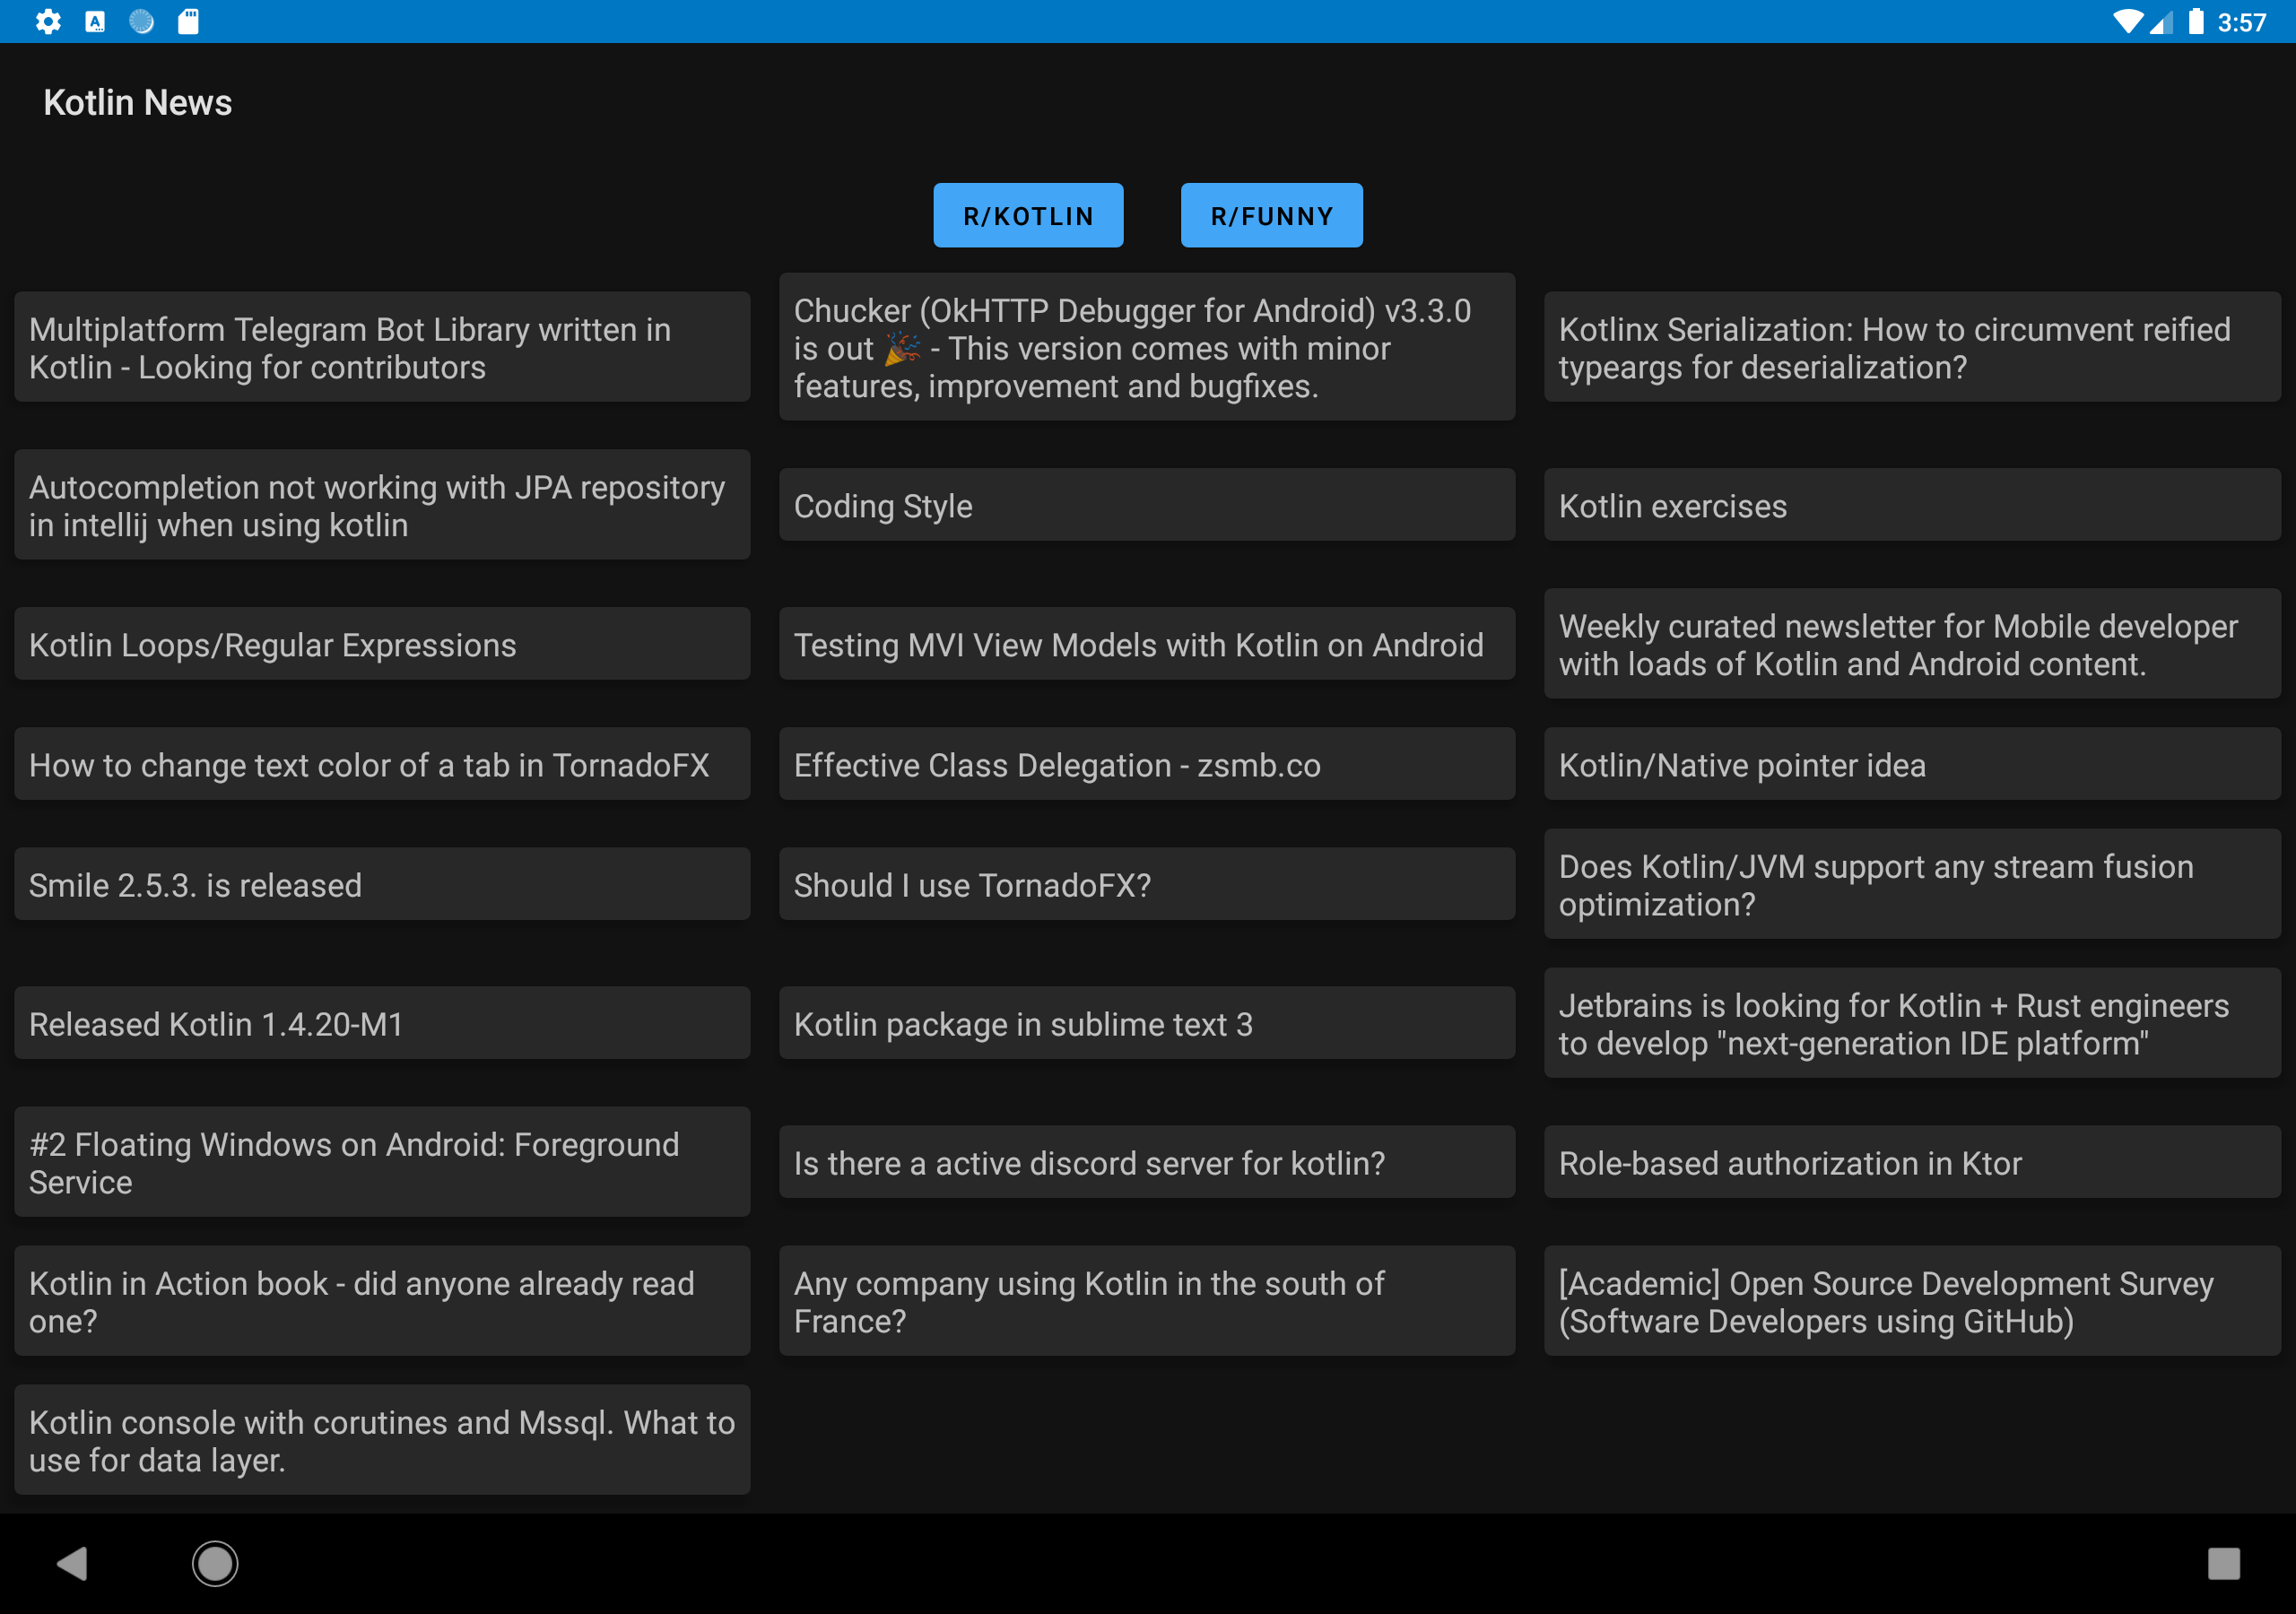 3:57
Kotlin News
R/KOTLIN
R/FUNNY
Multiplatform Telegram Bot Library written in
Kotlin - Looking for contributors
Chucker (OkHTTP Debugger for Android) v3.3.0
is out 🎉 - This version comes with minor
features, improvement and bugfixes.
Kotlinx Serialization: How to circumvent reified
typeargs for deserialization?
Autocompletion not working with JPA repository
in intellij when using kotlin
Coding Style
Kotlin exercises
Kotlin Loops/Regular Expressions
Testing MVI View Models with Kotlin on Android
Weekly curated newsletter for Mobile developer
with loads of Kotlin and Android content.
How to change text color of a tab in TornadoFX
Effective Class Delegation - zsmb.co
Kotlin/Native pointer idea
Smile 2.5.3. is released
Should I use TornadoFX?
Does Kotlin/JVM support any stream fusion
optimization?
Released Kotlin 1.4.20-M1
Kotlin package in sublime text 3
Jetbrains is looking for Kotlin + Rust engineers
to develop "next-generation IDE platform"
#2 Floating Windows on Android: Foreground
Service
Is there a active discord server for kotlin?
Role-based authorization in Ktor
Kotlin in Action book - did anyone already read
one?
Any company using Kotlin in the south of
France?
[Academic] Open Source Development Survey
(Software Developers using GitHub)
Kotlin console with corutines and Mssql. What to
use for data layer.